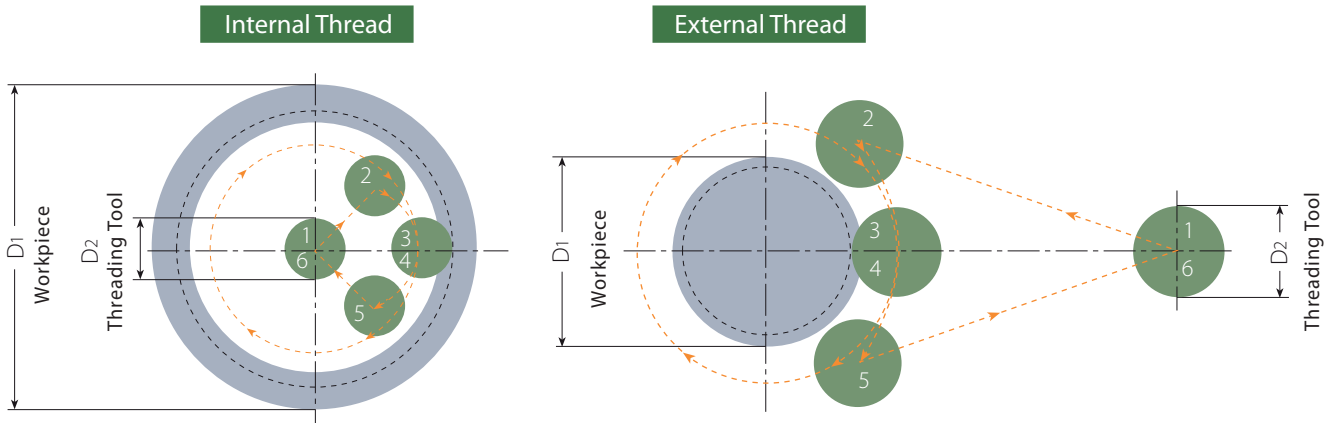 Internal Thread
External Thread
D1
Workpiece
D2
Threading Tool
1
6
2
3
4
5
D1
Workpiece
2
3
4
5
1
6
D2
Threading Tool